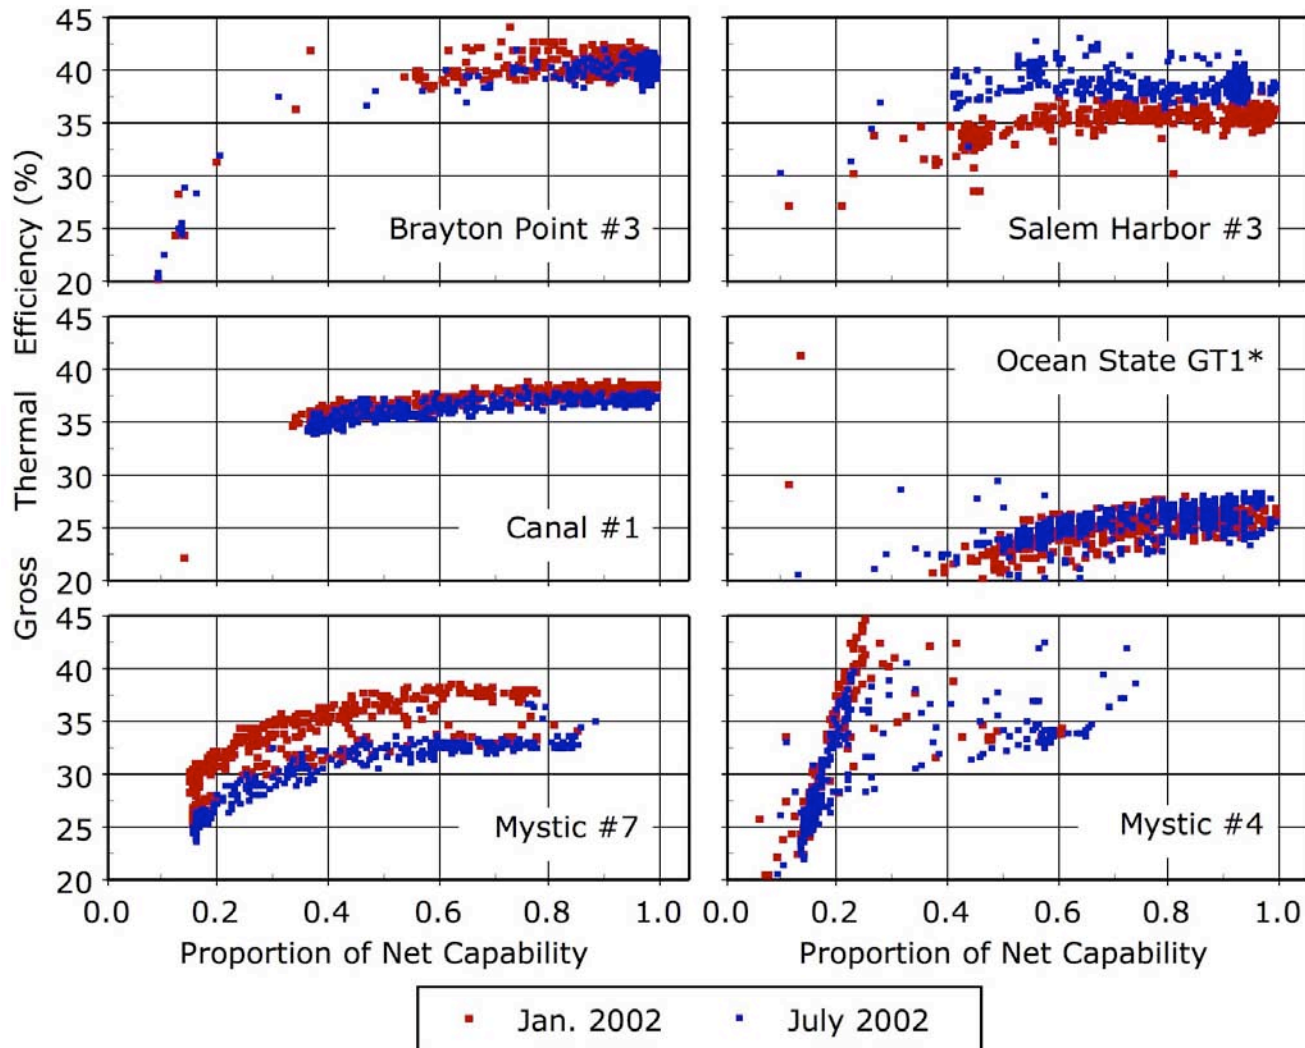 Gross Thermal Efficiency (%)
45
40
35
30
25
20
Brayton Point #3
Salem Harbor #3
45
40
35
30
25
20
Canal #1
Ocean State GT1*
45
40
35
30
25
20
Mystic #7
Mystic #4
0.0 0.2 0.4 0.6 0.8 1.0 0.0 0.2 0.4 0.6 0.8 1.0
Proportion of Net Capability Proportion of Net Capability
Jan. 2002 July 2002